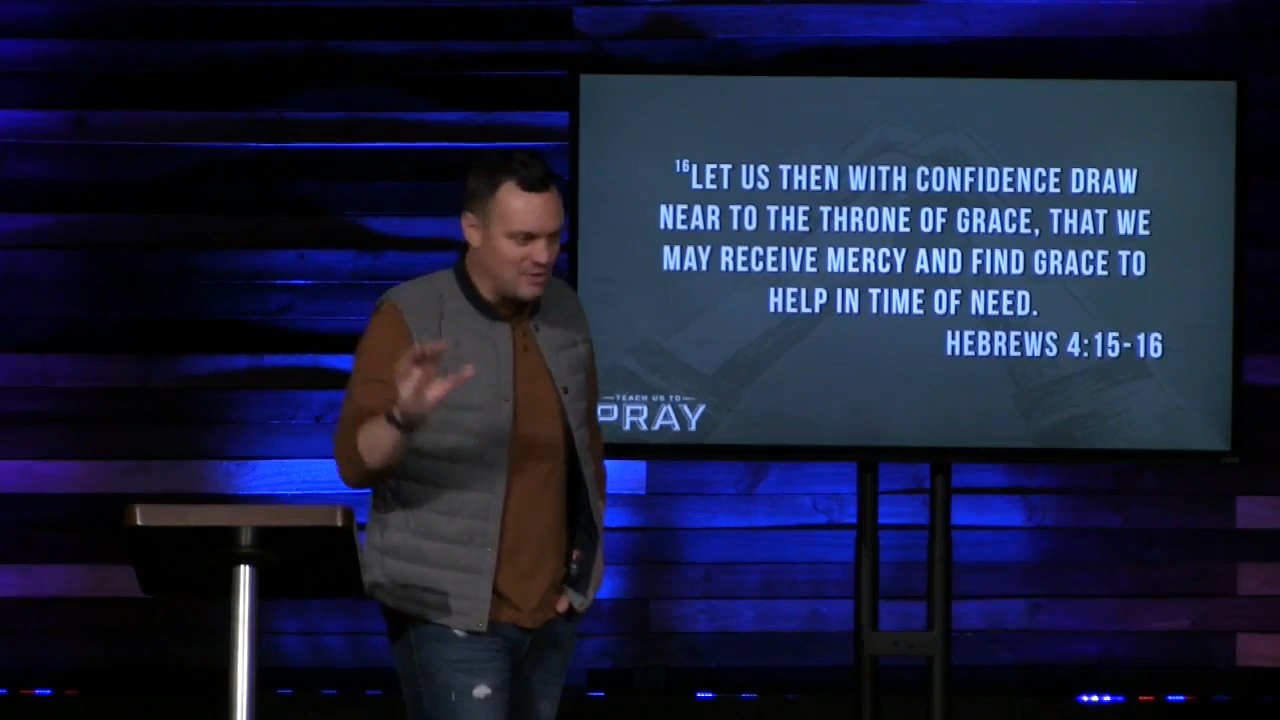 16LET US THEN WITH CONFIDENCE DRAW
NEAR TO THE THRONE OF GRACE, THAT WE
MAY RECEIVE MERCY AND FIND GRACE TO
HELP IN TIME OF NEED.
HEBREWS 4:15-16
TEACH US TO
PRAY